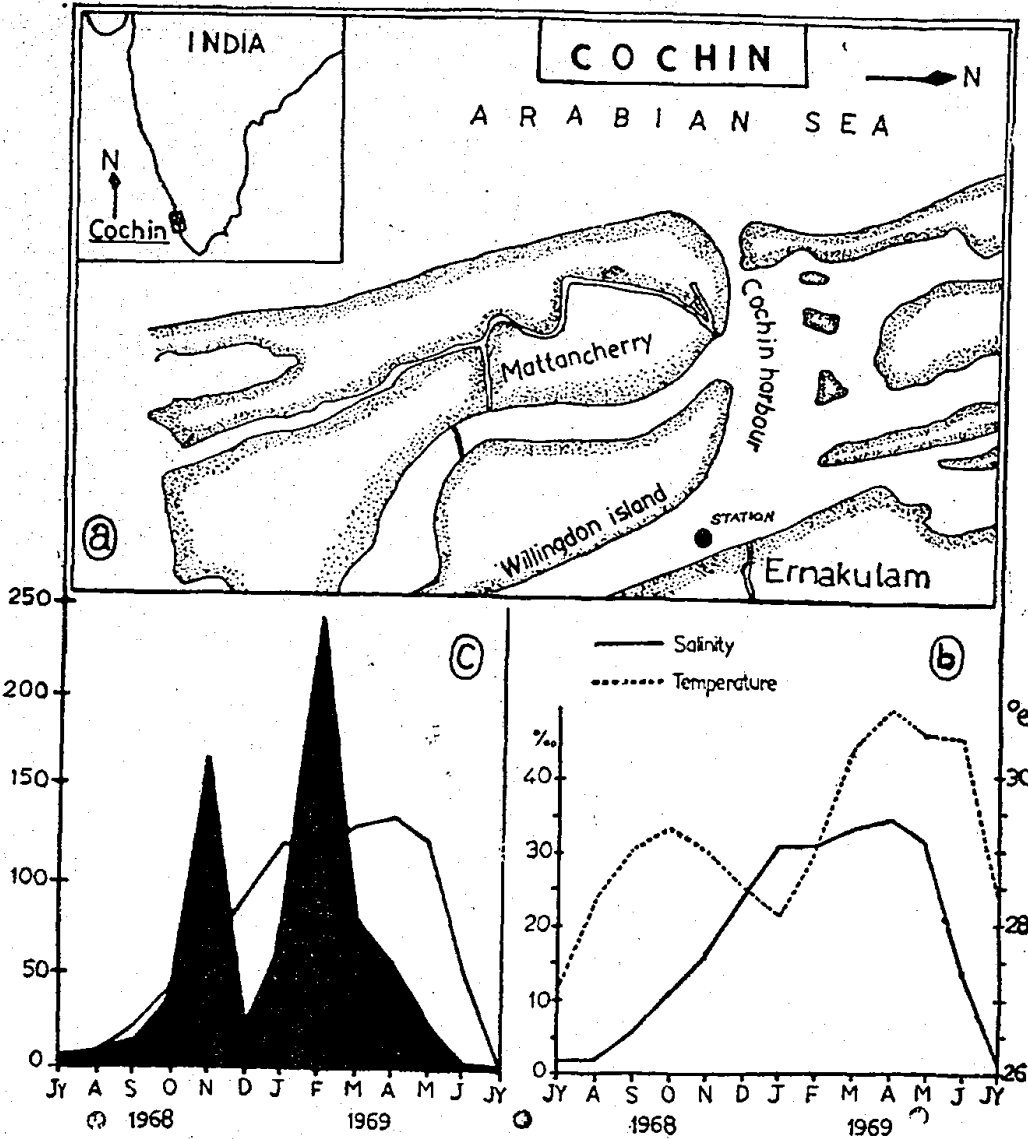 INDIA
COCHIN
N
ARABIAN SEA
N
Cochin
Cochin harbour
Mattancherry
Willingdon island
STATION
Ernakulam
a
250
200
150
100
50
0
c
JY A S O N D J F M A M J JY
1968 1969
Salinity
Temperature
b
‰
40
30
20
10
0
30
28
26
JY A S O N D J F M A M J JY
1968 1969